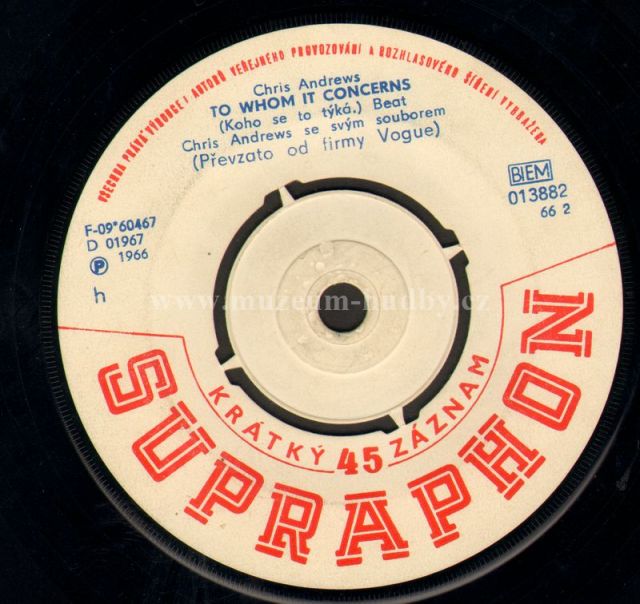 VŠECHNA PRÁVA VÝROBCE I AUTORŮ VEŘEJNÉHO PROVOZOVÁNÍ A ROZHLASOVÉHO ŠÍŘENÍ VYHRAŽENA
Chris Andrews
TO WHOM IT CONCERNS
(Koho se to týká.) Beat
Chris Andrews se svým souborem
(Převzato od firmy Vogue)
F-09*60467
D 01967
Ⓟ 1966
h
BIEM
013882
66 2
www.muzeum-hudby.cz
KRÁTKÝ 45 ZÁZNAM
SUPRAPHON